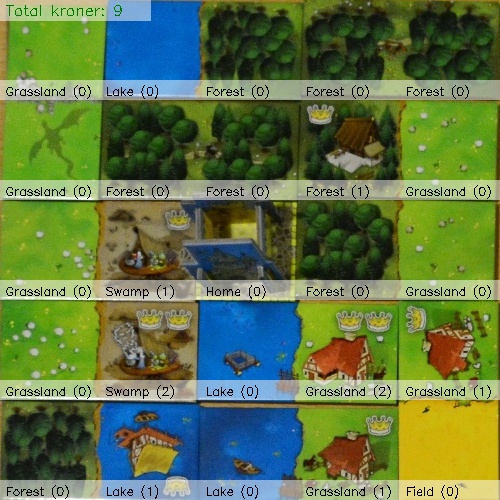 Total kroner: 9
Grassland (0) Lake (0) Forest (0) Forest (0) Forest (0)
Grassland (0) Forest (0) Forest (0) Forest (1) Grassland (0)
Grassland (0) Swamp (1) Home (0) Forest (0) Grassland (0)
Grassland (0) Swamp (2) Lake (0) Grassland (2) Grassland (1)
Forest (0) Lake (1) Lake (0) Grassland (1) Field (0)